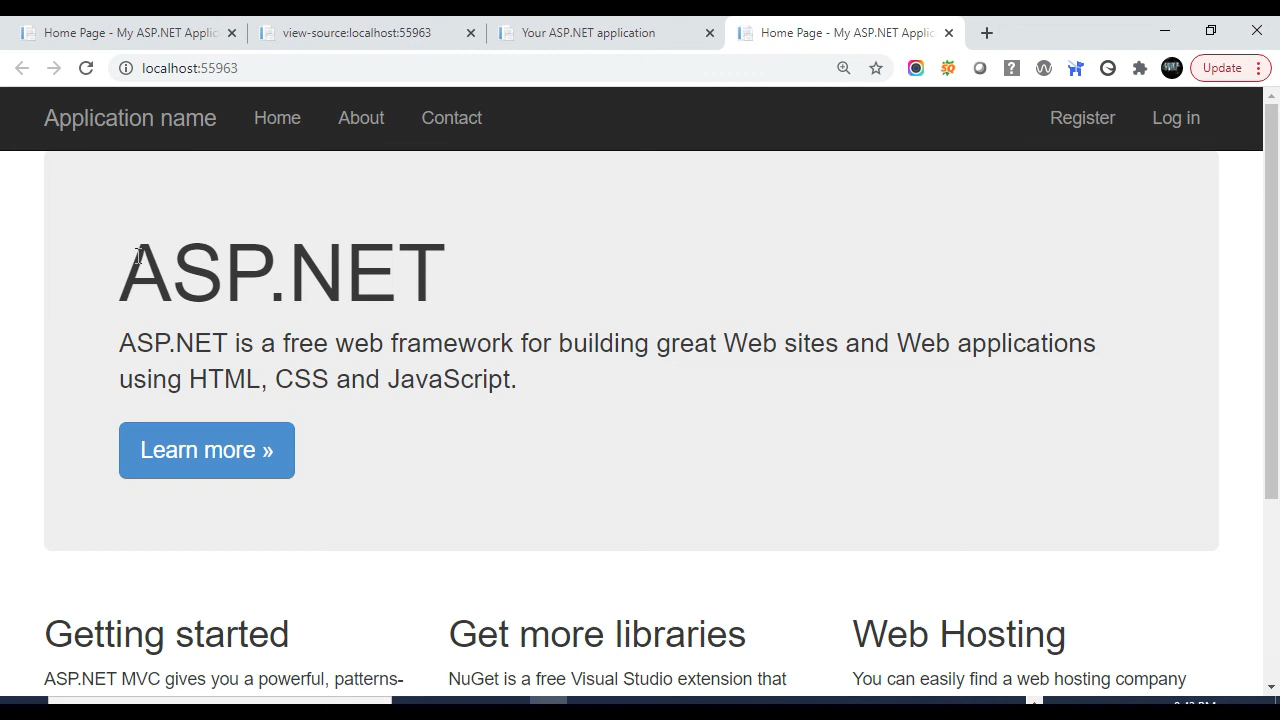 Home Page - My ASP.NET Applic
view-source:localhost:55963
Your ASP.NET application
Home Page - My ASP.NET Applic
localhost:55963
Update
Application name
Home
About
Contact
Register
Log in
ASP.NET
ASP.NET is a free web framework for building great Web sites and Web applications
using HTML, CSS and JavaScript.
Learn more »
Getting started
ASP.NET MVC gives you a powerful, patterns-
Get more libraries
NuGet is a free Visual Studio extension that
Web Hosting
You can easily find a web hosting company